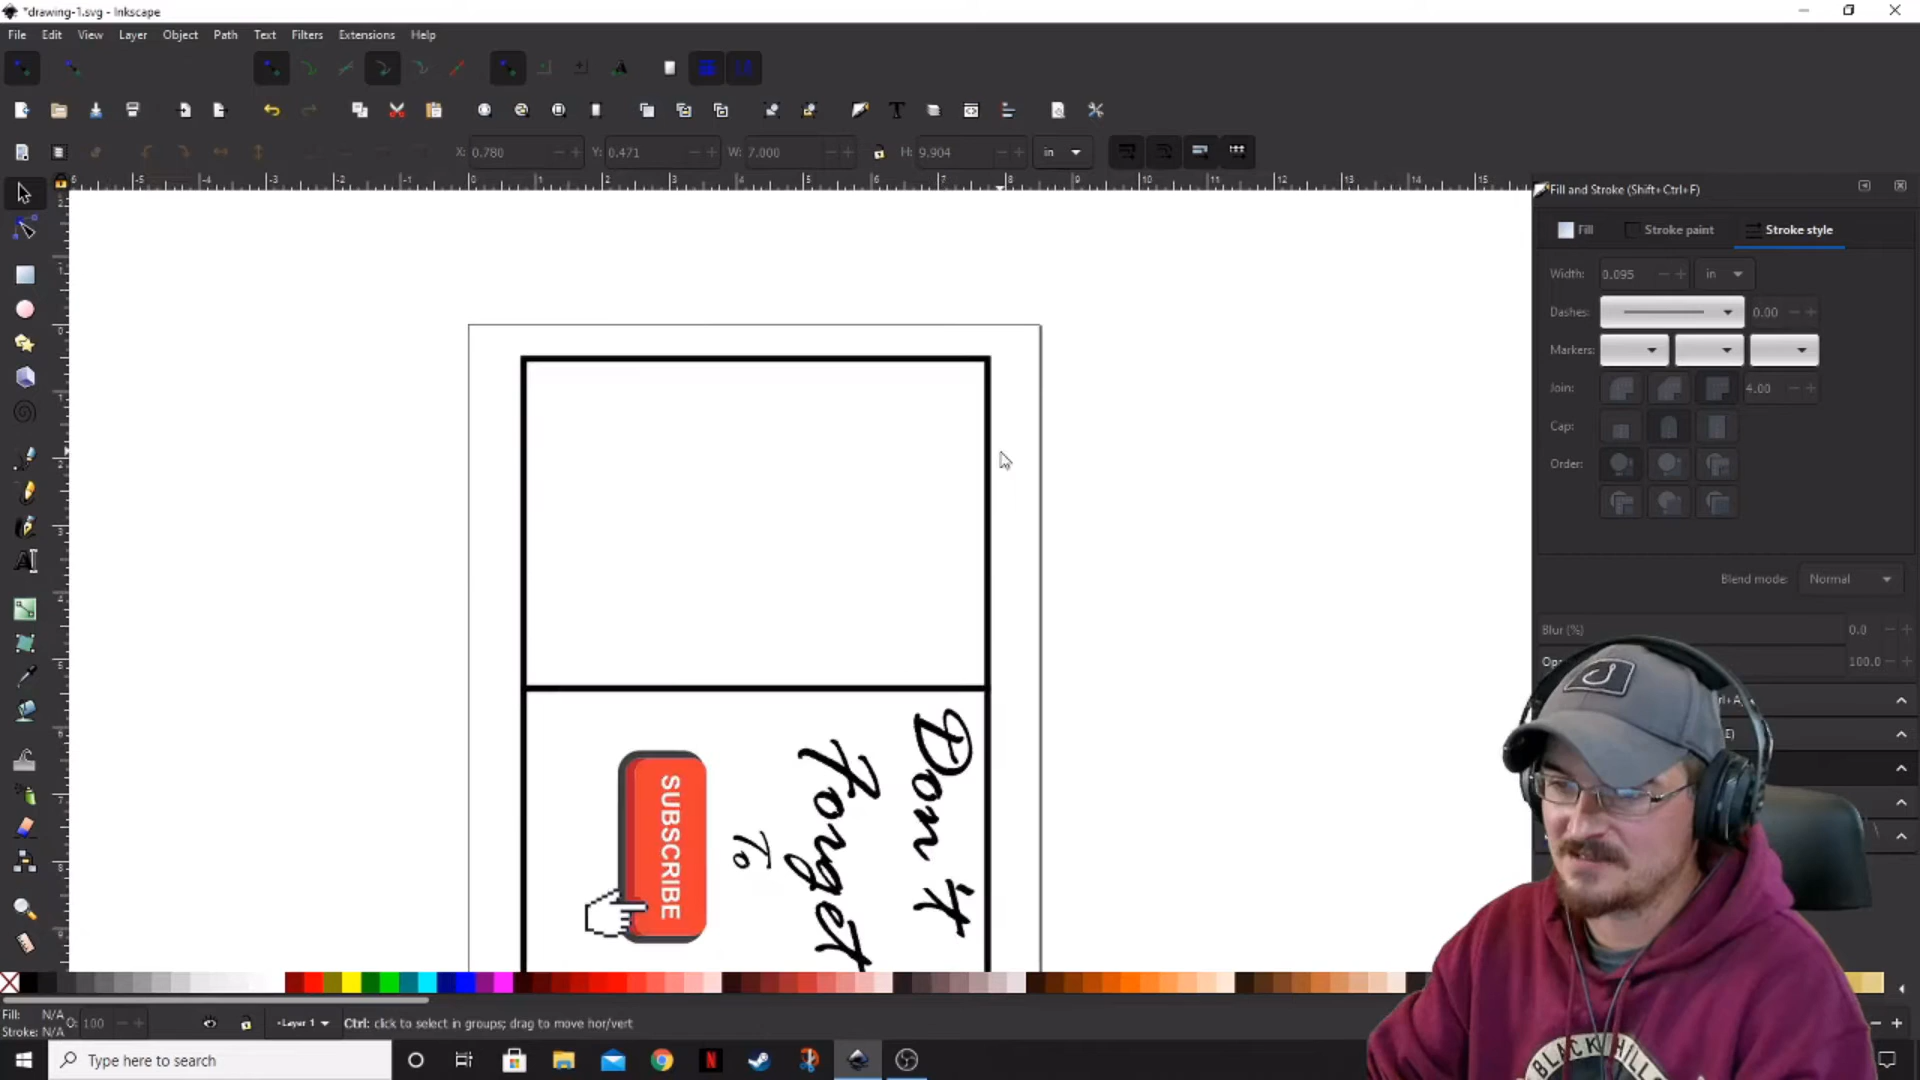 *drawing-1.svg - Inkscape
File Edit View Layer Object Path Text Filters Extensions Help
X: 0.780 Y: 0.471 W: 7.000 H: 9.904 in
Fill and Stroke (Shift+Ctrl+F)
Fill Stroke paint Stroke style
Width: 0.095 in
Dashes: 0.00
Markers:
Join: 4.00
Cap:
Order:
Blend mode: Normal
Blur (%) 0.0
100.0
Don't
Forget
To
SUBSCRIBE
BLACK HILLS
Fill: N/A
Stroke: N/A O: 100 Layer 1 Ctrl: click to select in groups; drag to move hor/vert
Type here to search